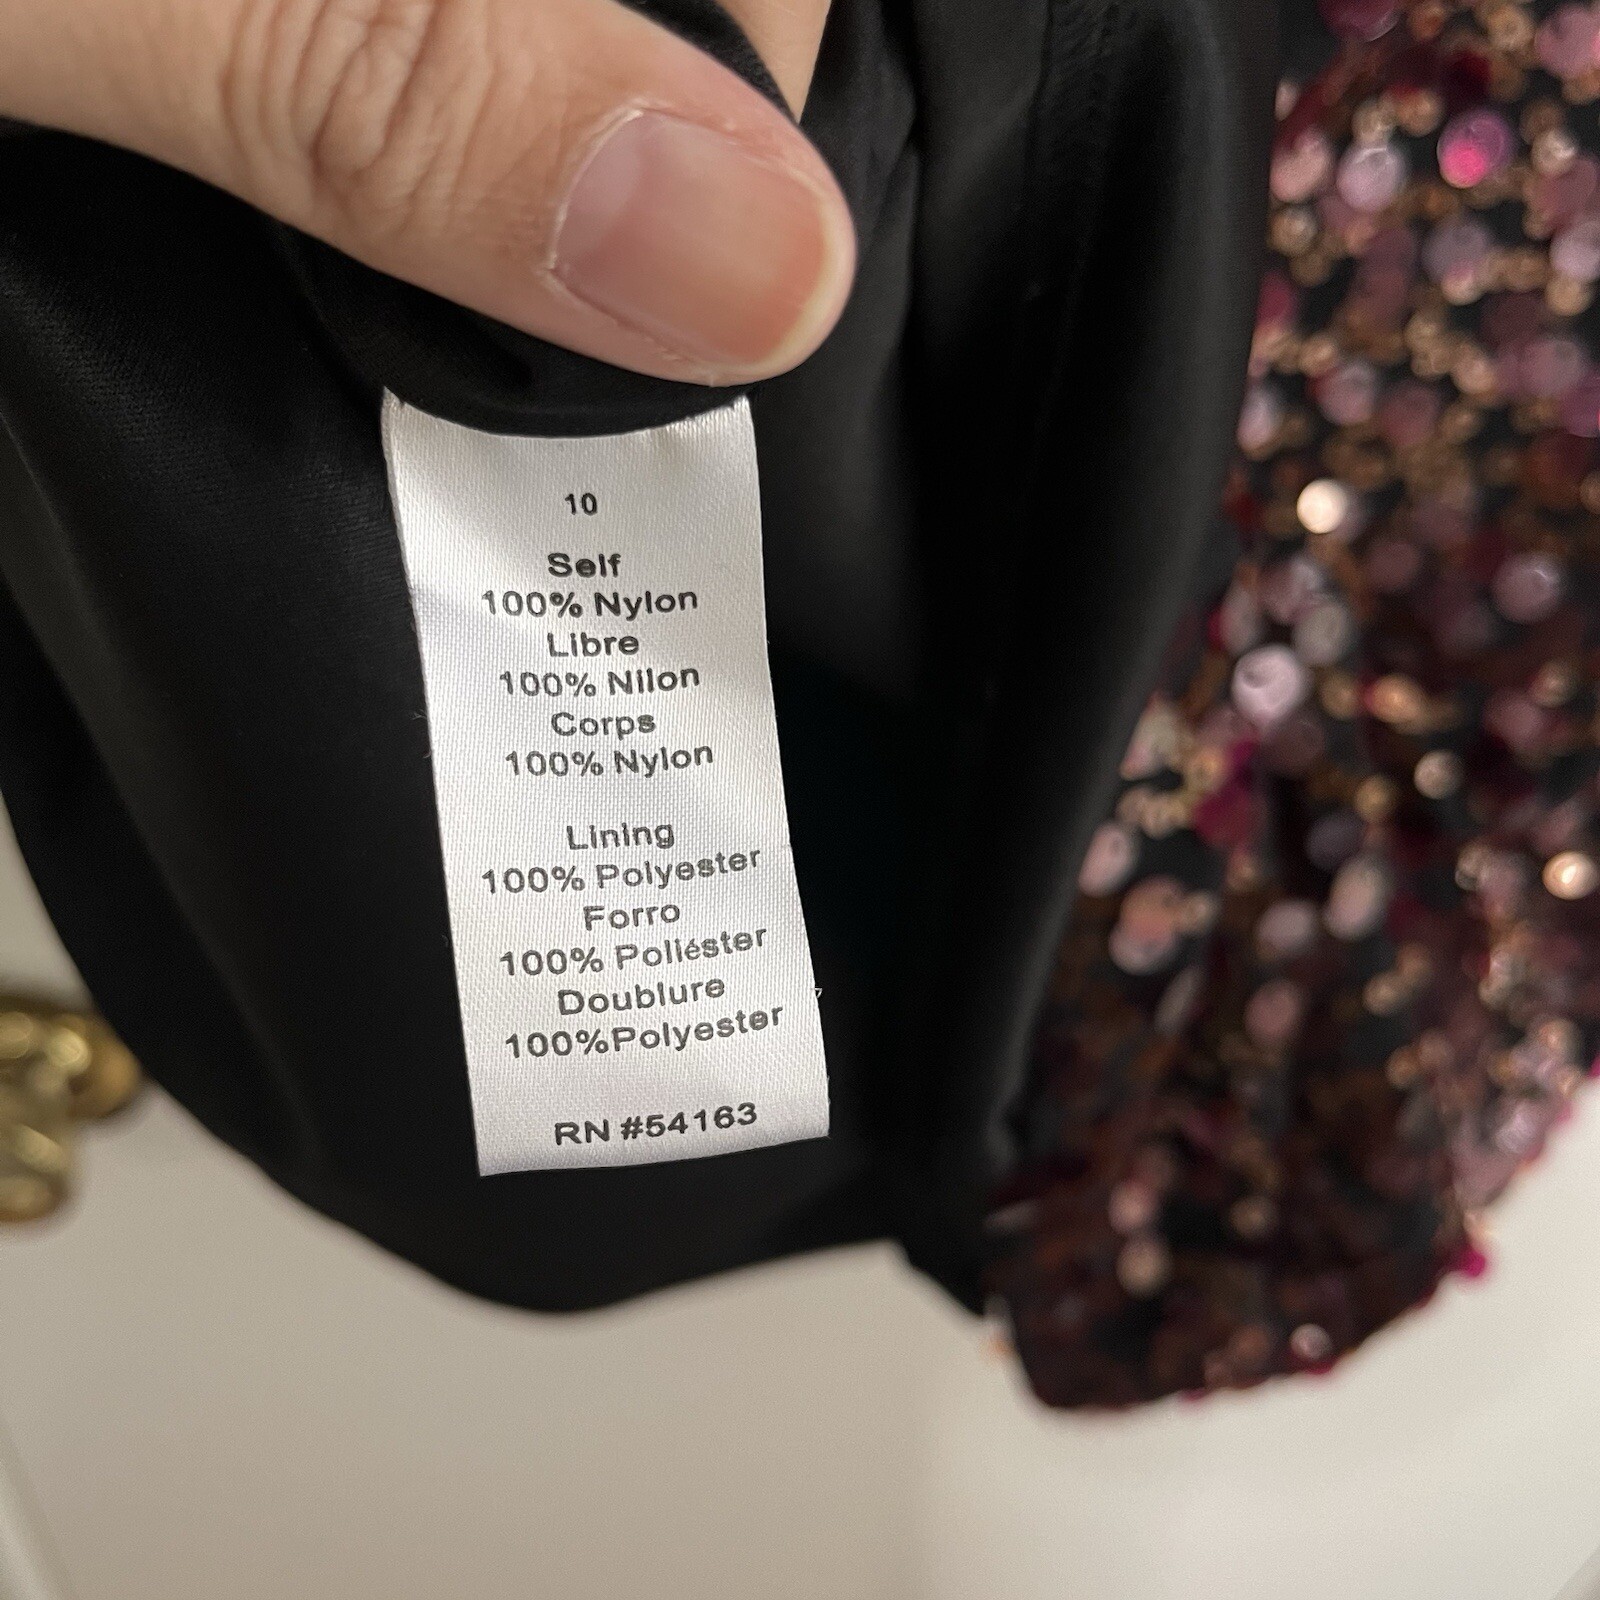 10
Self
100% Nylon
Libre
100% Nilon
Corps
100% Nylon
Lining
100% Polyester
Forro
100% Poliéster
Doublure
100%Polyester
RN #54163